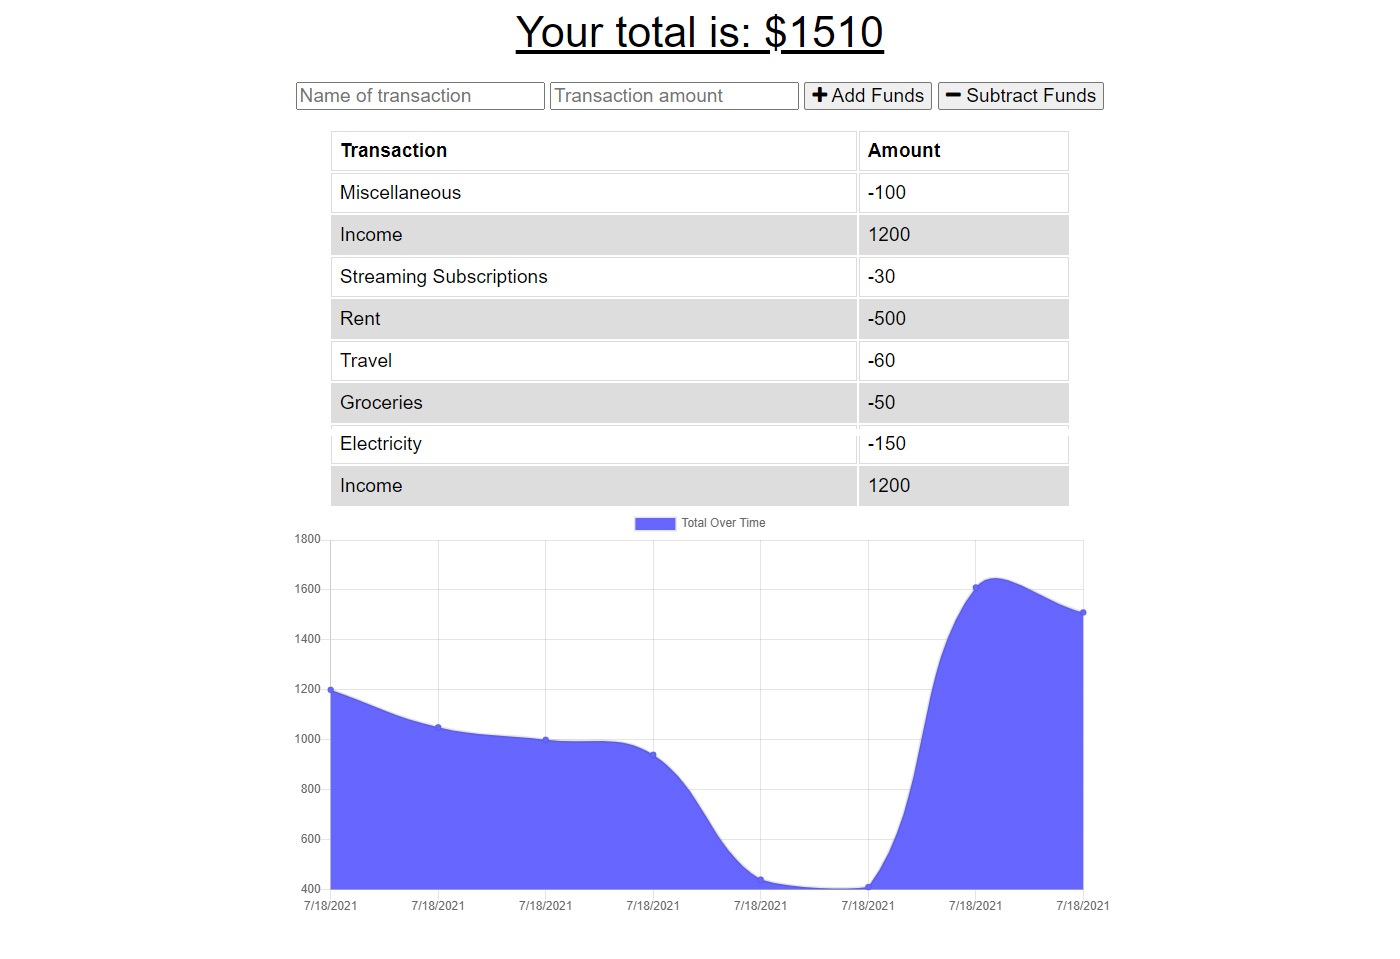 Your total is: $1510
Name of transaction Transaction amount Add Funds Subtract Funds
Transaction Amount
Miscellaneous -100
Income 1200
Streaming Subscriptions -30
Rent -500
Travel -60
Groceries -50
Electricity -150
Income 1200
Total Over Time
1800
1600
1400
1200
1000
800
600
400
7/18/2021 7/18/2021 7/18/2021 7/18/2021 7/18/2021 7/18/2021 7/18/2021 7/18/2021